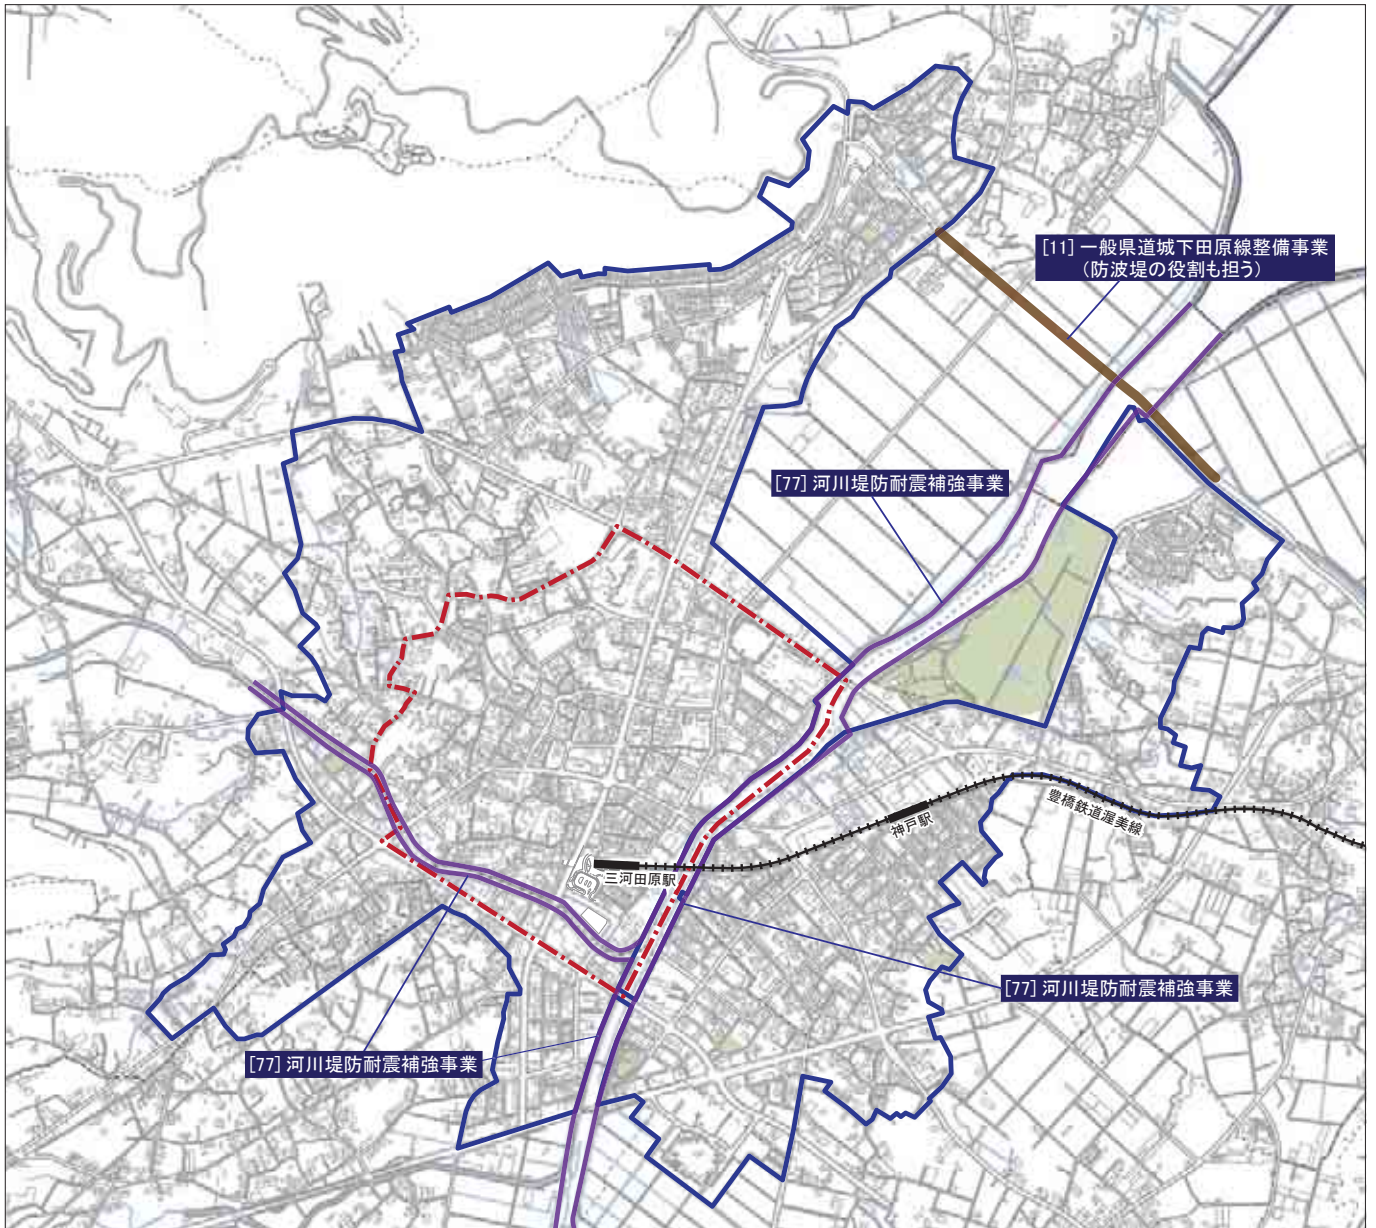 [11] 一般県道城下田原線整備事業
（防波堤の役割も担う）
[77] 河川堤防耐震補強事業
豊橋鉄道渥美線
神戸駅
三河田原駅
[77] 河川堤防耐震補強事業
[77] 河川堤防耐震補強事業